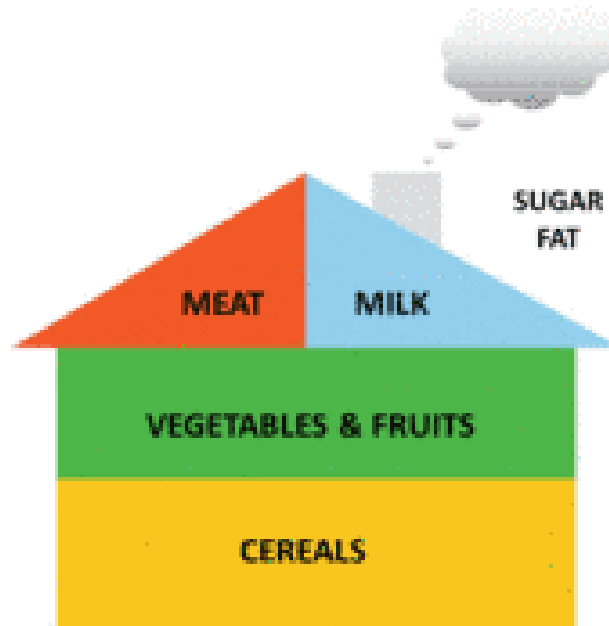 SUGAR
FAT
MEAT
MILK
VEGETABLES & FRUITS
CEREALS